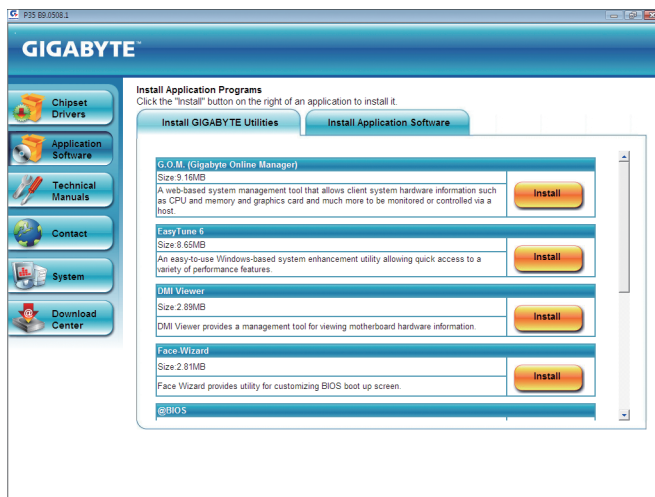 P35 B9.0508.1
GIGABYTE™
Chipset
Drivers
Application
Software
Technical
Manuals
Contact
System
Download
Center
Install Application Programs
Click the "Install" button on the right of an application to install it.
Install GIGABYTE Utilities
Install Application Software
G.O.M. (Gigabyte Online Manager)
Size:9.16MB
A web-based system management tool that allows client system hardware information such
as CPU and memory and graphics card and much more to be monitored or controlled via a
host.
Install
EasyTune 6
Size:8.65MB
An easy-to-use Windows-based system enhancement utility allowing quick access to a
variety of performance features.
Install
DMI Viewer
Size:2.89MB
DMI Viewer provides a management tool for viewing motherboard hardware information.
Install
Face-Wizard
Size:2.81MB
Face Wizard provides utility for customizing BIOS boot up screen.
Install
@BIOS